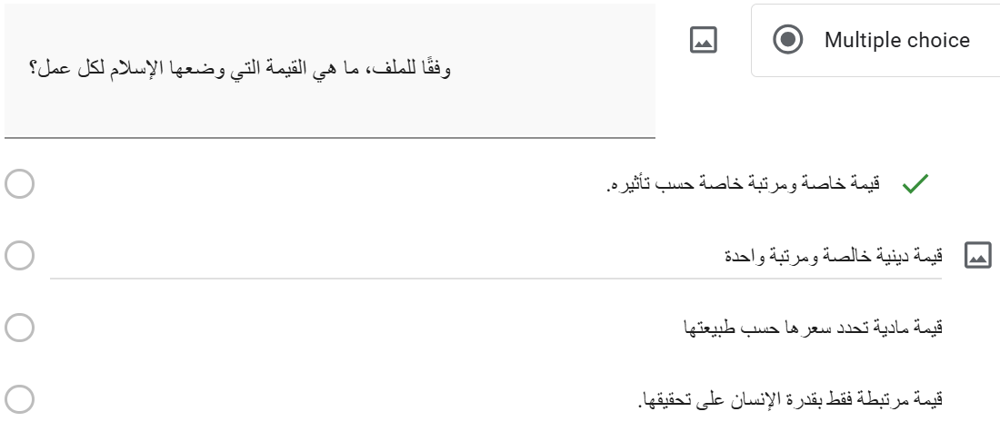 Multiple choice
وفقًا للملف، ما هي القيمة التي وضعها الإسلام لكل عمل؟
قيمة خاصة ومرتبة خاصة حسب تأثيره.
قيمة دينية خالصة ومرتبة واحدة
قيمة مادية تحدد سعرها حسب طبيعتها
قيمة مرتبطة فقط بقدرة الإنسان على تحقيقها.